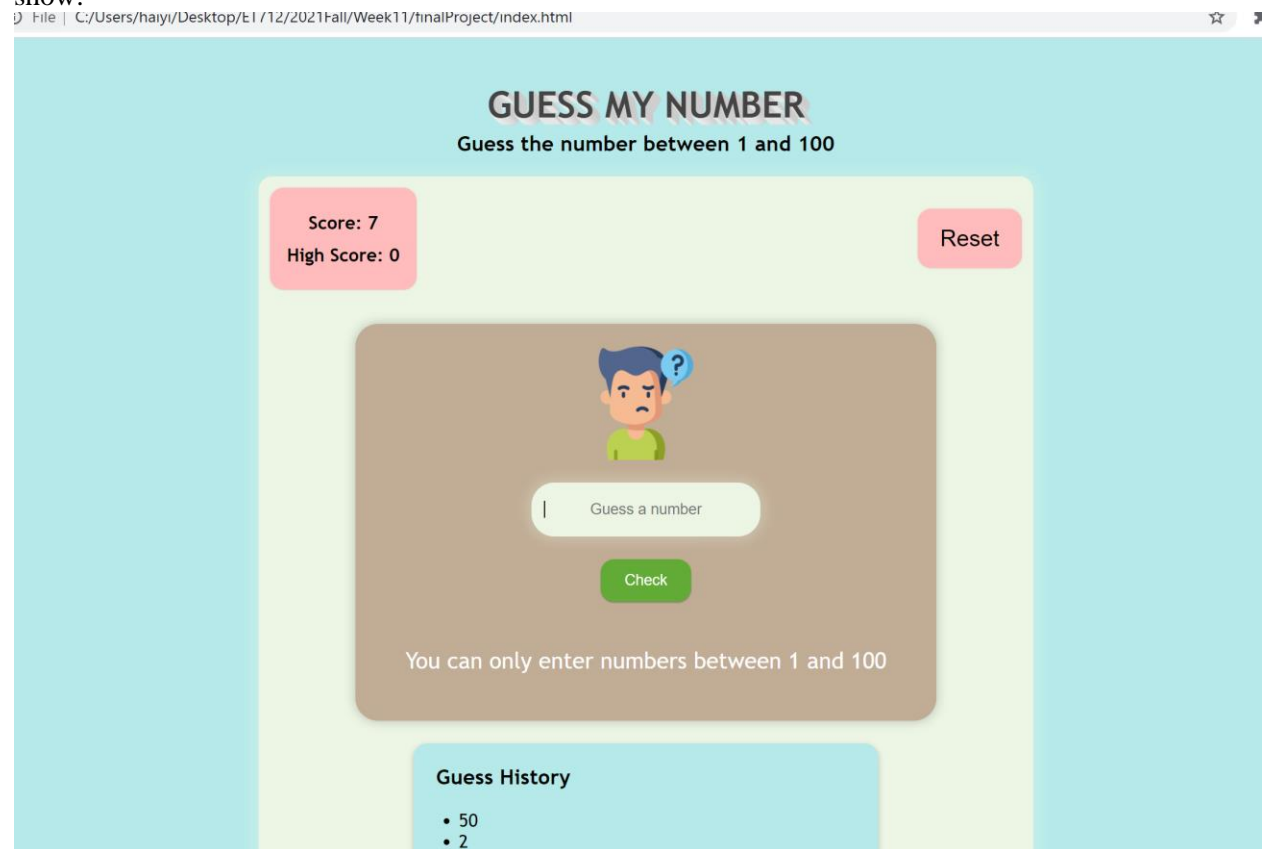 show:
File | C:/Users/haiyi/Desktop/ET712/2021Fall/Week11/finalProject/index.html
GUESS MY NUMBER
Guess the number between 1 and 100
Score: 7
High Score: 0
Reset
?
Guess a number
Check
You can only enter numbers between 1 and 100
Guess History
• 50
• 2